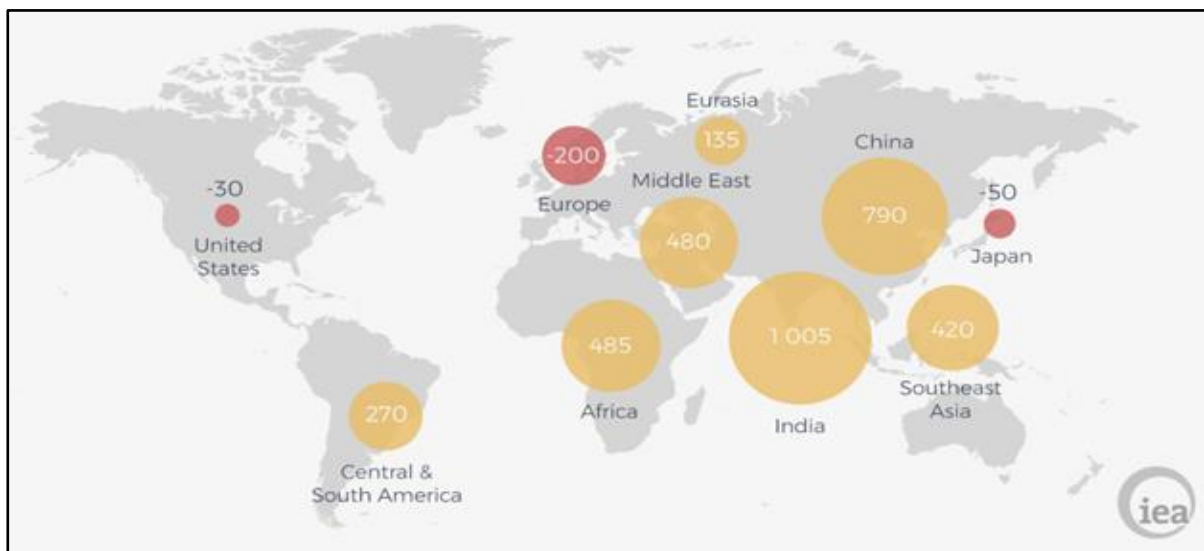 Eurasia
135
China
-200
Middle East
-30
Europe
790
-50
480
United
States
Japan
1 005
420
485
Southeast
Asia
Africa
India
270
Central &
South America
iea